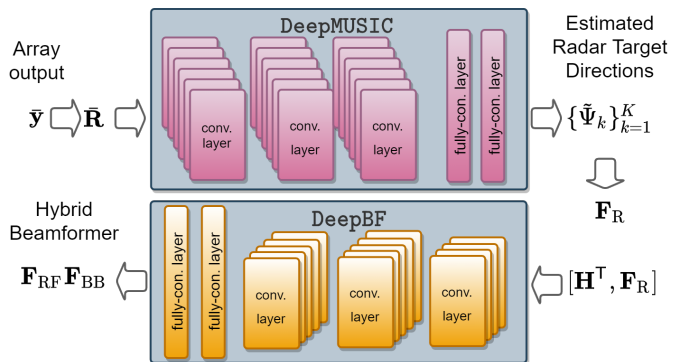 DeepMUSIC
Array
output
ȳ R̄
conv.
layer
conv.
layer
conv.
layer
fully-con. layer
fully-con. layer
Estimated
Radar Target
Directions
{Ψ̃ₖ}ᴷₖ₌₁
F_R
DeepBF
Hybrid
Beamformer
F_RF F_BB
fully-con. layer
fully-con. layer
conv.
layer
conv.
layer
conv.
layer
[Hᵀ, F_R]